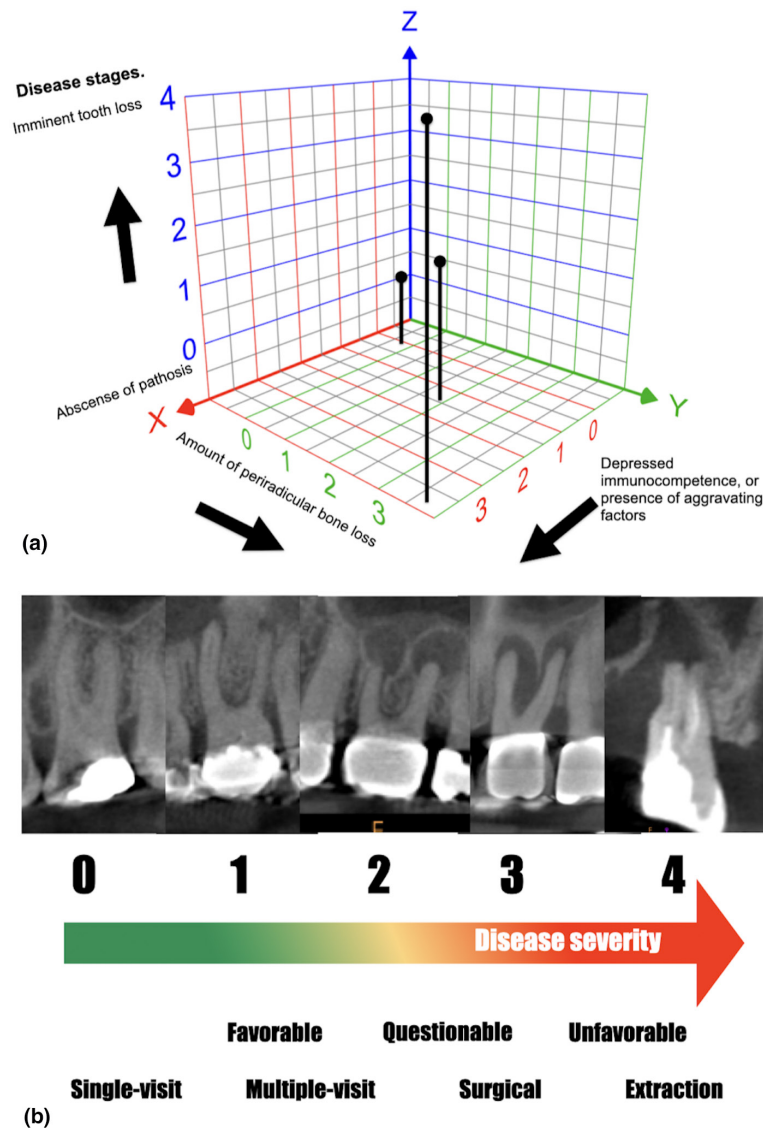 Z
Disease stages.
4
Imminent tooth loss
3
2
1
0
Abscense of pathosis
X
Y
0
1
2
3
Amount of periradicular bone loss
0
1
2
3
Depressed
immunocompetence, or
presence of aggravating
factors
(a)
E
0 1 2 3 4
Disease severity
Favorable Questionable Unfavorable
Single-visit Multiple-visit Surgical Extraction
(b)